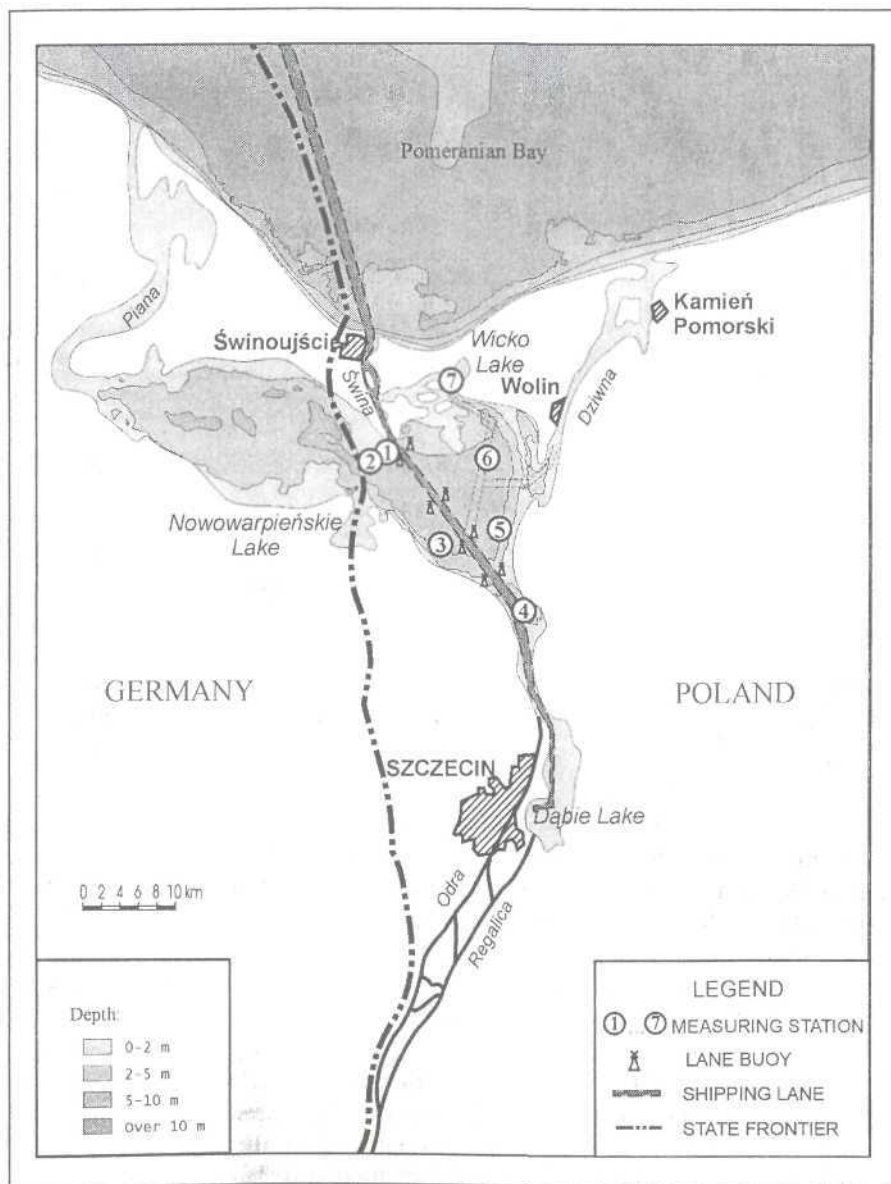 Pomeranian Bay
Piana
Kamień
Pomorski
Świnoujście
Wicko
Lake
7
Wolin
Świna
Dziwna
1
2
6
Nowowarpieńskie
Lake
3
5
4
GERMANY
POLAND
SZCZECIN
Dąbie Lake
0 2 4 6 8 10 km
Odra
Regalica
Depth:
0-2 m
2-5 m
5-10 m
over 10 m
LEGEND
1 ... 7 MEASURING STATION
LANE BUOY
SHIPPING LANE
STATE FRONTIER